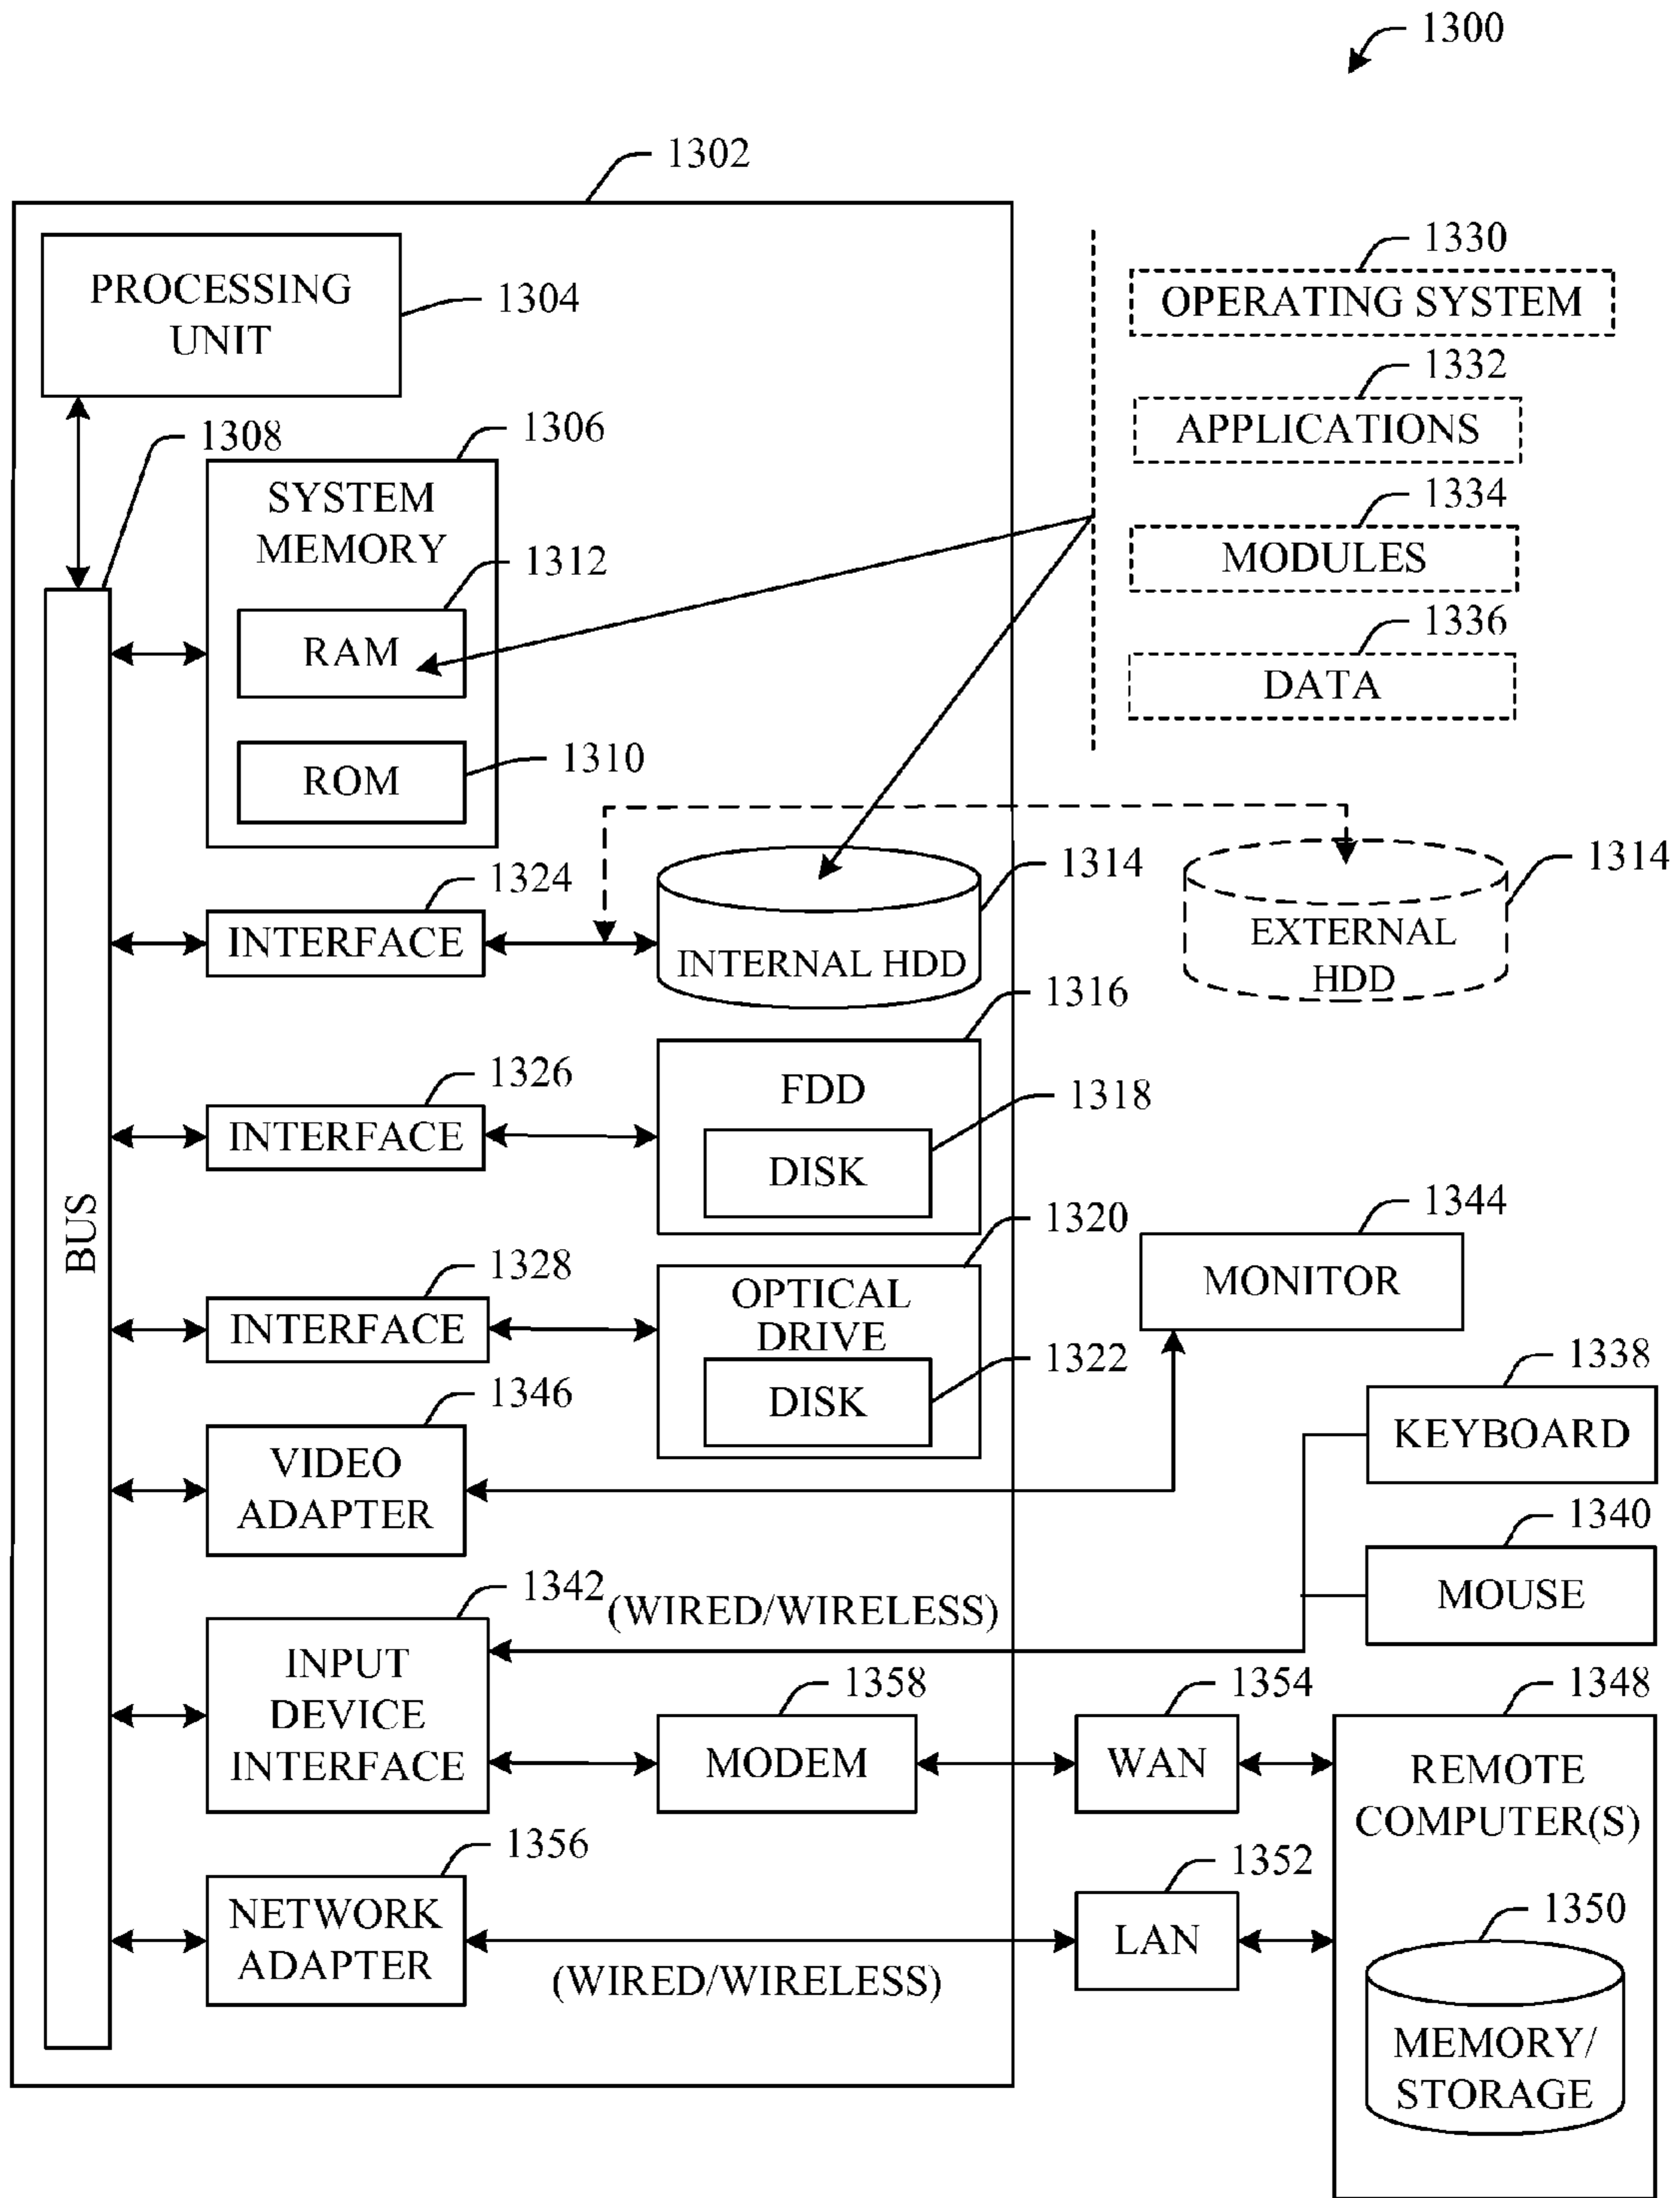 1300
1302
PROCESSING
UNIT
1304
1330
OPERATING SYSTEM
1332
APPLICATIONS
1334
MODULES
1336
DATA
1308
1306
SYSTEM
MEMORY
1312
RAM
1310
ROM
1324
INTERFACE
1314
INTERNAL HDD
1314
EXTERNAL
HDD
1316
FDD
1318
DISK
1326
INTERFACE
BUS
1320
OPTICAL
DRIVE
1322
DISK
1328
INTERFACE
1344
MONITOR
1346
VIDEO
ADAPTER
1338
KEYBOARD
1340
MOUSE
1342
(WIRED/WIRELESS)
INPUT
DEVICE
INTERFACE
1358
MODEM
1354
WAN
1348
REMOTE
COMPUTER(S)
1356
NETWORK
ADAPTER
(WIRED/WIRELESS)
1352
LAN
1350
MEMORY/
STORAGE